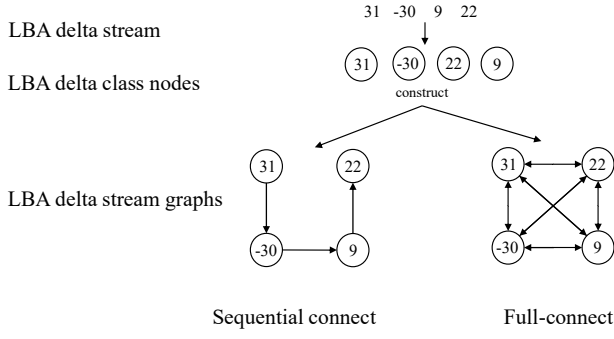 31 -30 9 22
LBA delta stream
31 -30 22 9
LBA delta class nodes
construct
31 22 31 22
LBA delta stream graphs
-30 9 -30 9
Sequential connect Full-connect